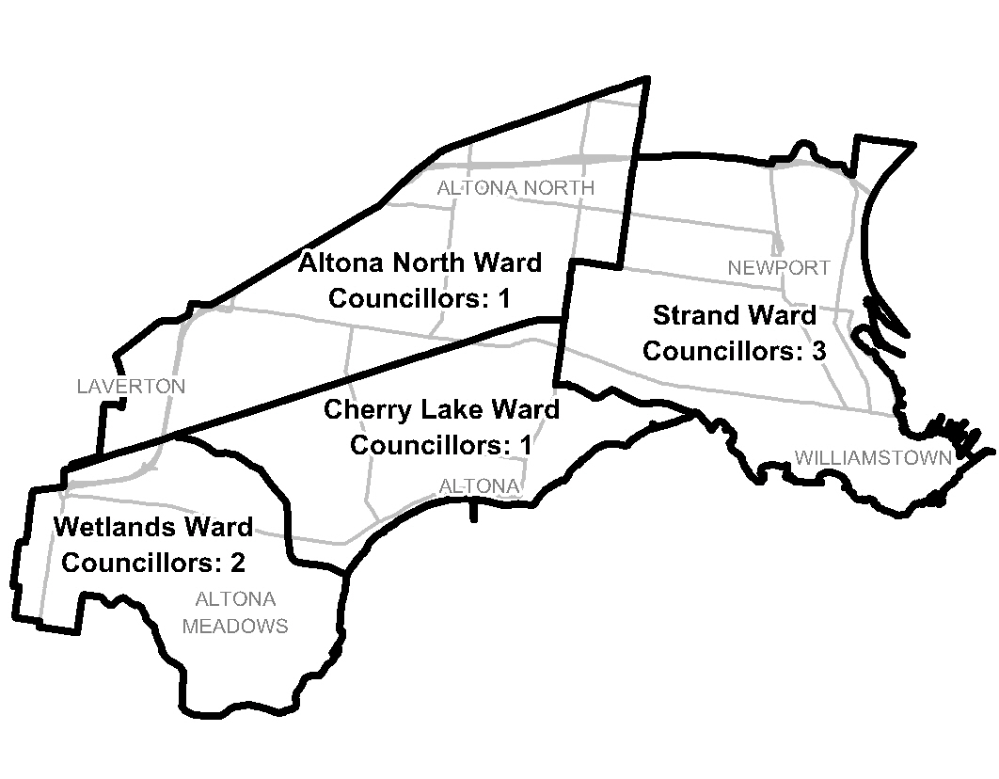 ALTONA NORTH
Altona North Ward
Councillors: 1
NEWPORT
Strand Ward
Councillors: 3
LAVERTON
Cherry Lake Ward
Councillors: 1
WILLIAMSTOWN
ALTONA
Wetlands Ward
Councillors: 2
ALTONA
MEADOWS